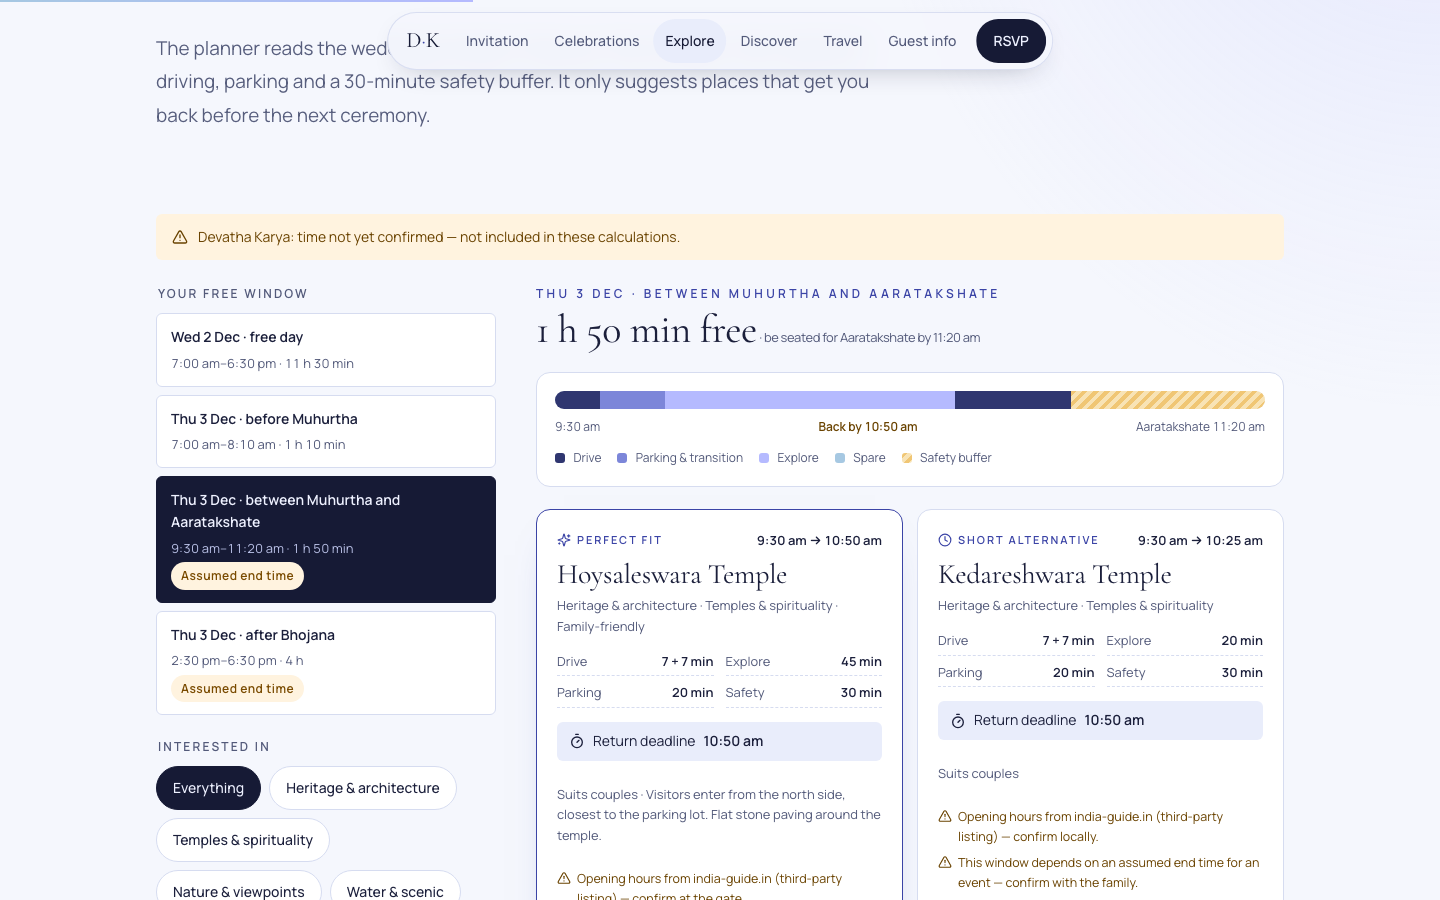 D·K
Invitation
Celebrations
Explore
Discover
Travel
Guest info
RSVP
The planner reads the
driving, parking and a 30-minute safety buffer. It only suggests places that get you
back before the next ceremony.
Devatha Karya: time not yet confirmed — not included in these calculations.
YOUR FREE WINDOW
Wed 2 Dec · free day
7:00 am–6:30 pm · 11 h 30 min
Thu 3 Dec · before Muhurtha
7:00 am–8:10 am · 1 h 10 min
Thu 3 Dec · between Muhurtha and
Aaratakshate
9:30 am–11:20 am · 1 h 50 min
Assumed end time
Thu 3 Dec · after Bhojana
2:30 pm–6:30 pm · 4 h
Assumed end time
INTERESTED IN
Everything
Heritage & architecture
Temples & spirituality
Nature & viewpoints
Water & scenic
THU 3 DEC · BETWEEN MUHURTHA AND AARATAKSHATE
1 h 50 min free · be seated for Aaratakshate by 11:20 am
9:30 am
Back by 10:50 am
Aaratakshate 11:20 am
Drive
Parking & transition
Explore
Spare
Safety buffer
PERFECT FIT
9:30 am → 10:50 am
Hoysaleswara Temple
Heritage & architecture · Temples & spirituality ·
Family-friendly
Drive 7 + 7 min
Explore 45 min
Parking 20 min
Safety 30 min
Return deadline 10:50 am
Suits couples · Visitors enter from the north side,
closest to the parking lot. Flat stone paving around the
temple.
Opening hours from india-guide.in (third-party
listing) — confirm at the gate.
SHORT ALTERNATIVE
9:30 am → 10:25 am
Kedareshwara Temple
Heritage & architecture · Temples & spirituality
Drive 7 + 7 min
Explore 20 min
Parking 20 min
Safety 30 min
Return deadline 10:50 am
Suits couples
Opening hours from india-guide.in (third-party
listing) — confirm locally.
This window depends on an assumed end time for an
event — confirm with the family.